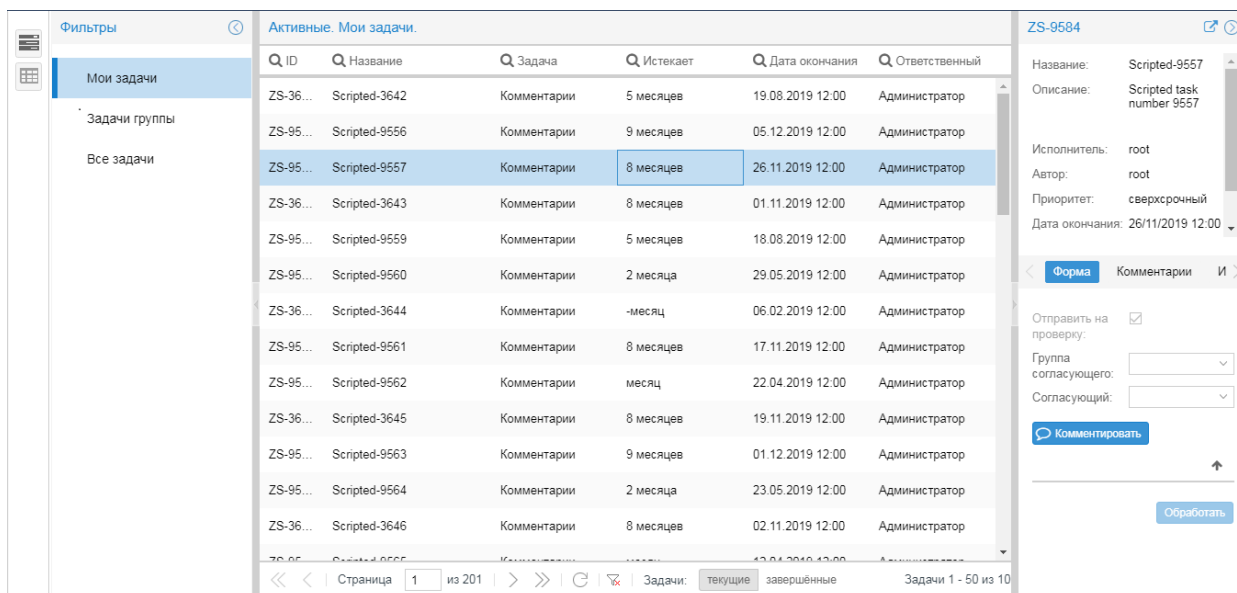 Фильтры
Мои задачи
Задачи группы
Все задачи
Активные. Мои задачи.
ID Название Задача Истекает Дата окончания Ответственный
ZS-36... Scripted-3642 Комментарии 5 месяцев 19.08.2019 12:00 Администратор
ZS-95... Scripted-9556 Комментарии 9 месяцев 05.12.2019 12:00 Администратор
ZS-95... Scripted-9557 Комментарии 8 месяцев 26.11.2019 12:00 Администратор
ZS-36... Scripted-3643 Комментарии 8 месяцев 01.11.2019 12:00 Администратор
ZS-95... Scripted-9559 Комментарии 5 месяцев 18.08.2019 12:00 Администратор
ZS-95... Scripted-9560 Комментарии 2 месяца 29.05.2019 12:00 Администратор
ZS-36... Scripted-3644 Комментарии -месяц 06.02.2019 12:00 Администратор
ZS-95... Scripted-9561 Комментарии 8 месяцев 17.11.2019 12:00 Администратор
ZS-95... Scripted-9562 Комментарии месяц 22.04.2019 12:00 Администратор
ZS-36... Scripted-3645 Комментарии 8 месяцев 19.11.2019 12:00 Администратор
ZS-95... Scripted-9563 Комментарии 9 месяцев 01.12.2019 12:00 Администратор
ZS-95... Scripted-9564 Комментарии 2 месяца 23.05.2019 12:00 Администратор
ZS-36... Scripted-3646 Комментарии 8 месяцев 02.11.2019 12:00 Администратор
Страница 1 из 201 Задачи: текущие завершённые Задачи 1 - 50 из 10
ZS-9584
Название: Scripted-9557
Описание: Scripted task
number 9557
Исполнитель: root
Автор: root
Приоритет: сверхсрочный
Дата окончания: 26/11/2019 12:00
Форма Комментарии И
Отправить на
проверку:
Группа
согласующего:
Согласующий:
Комментировать
Обработать